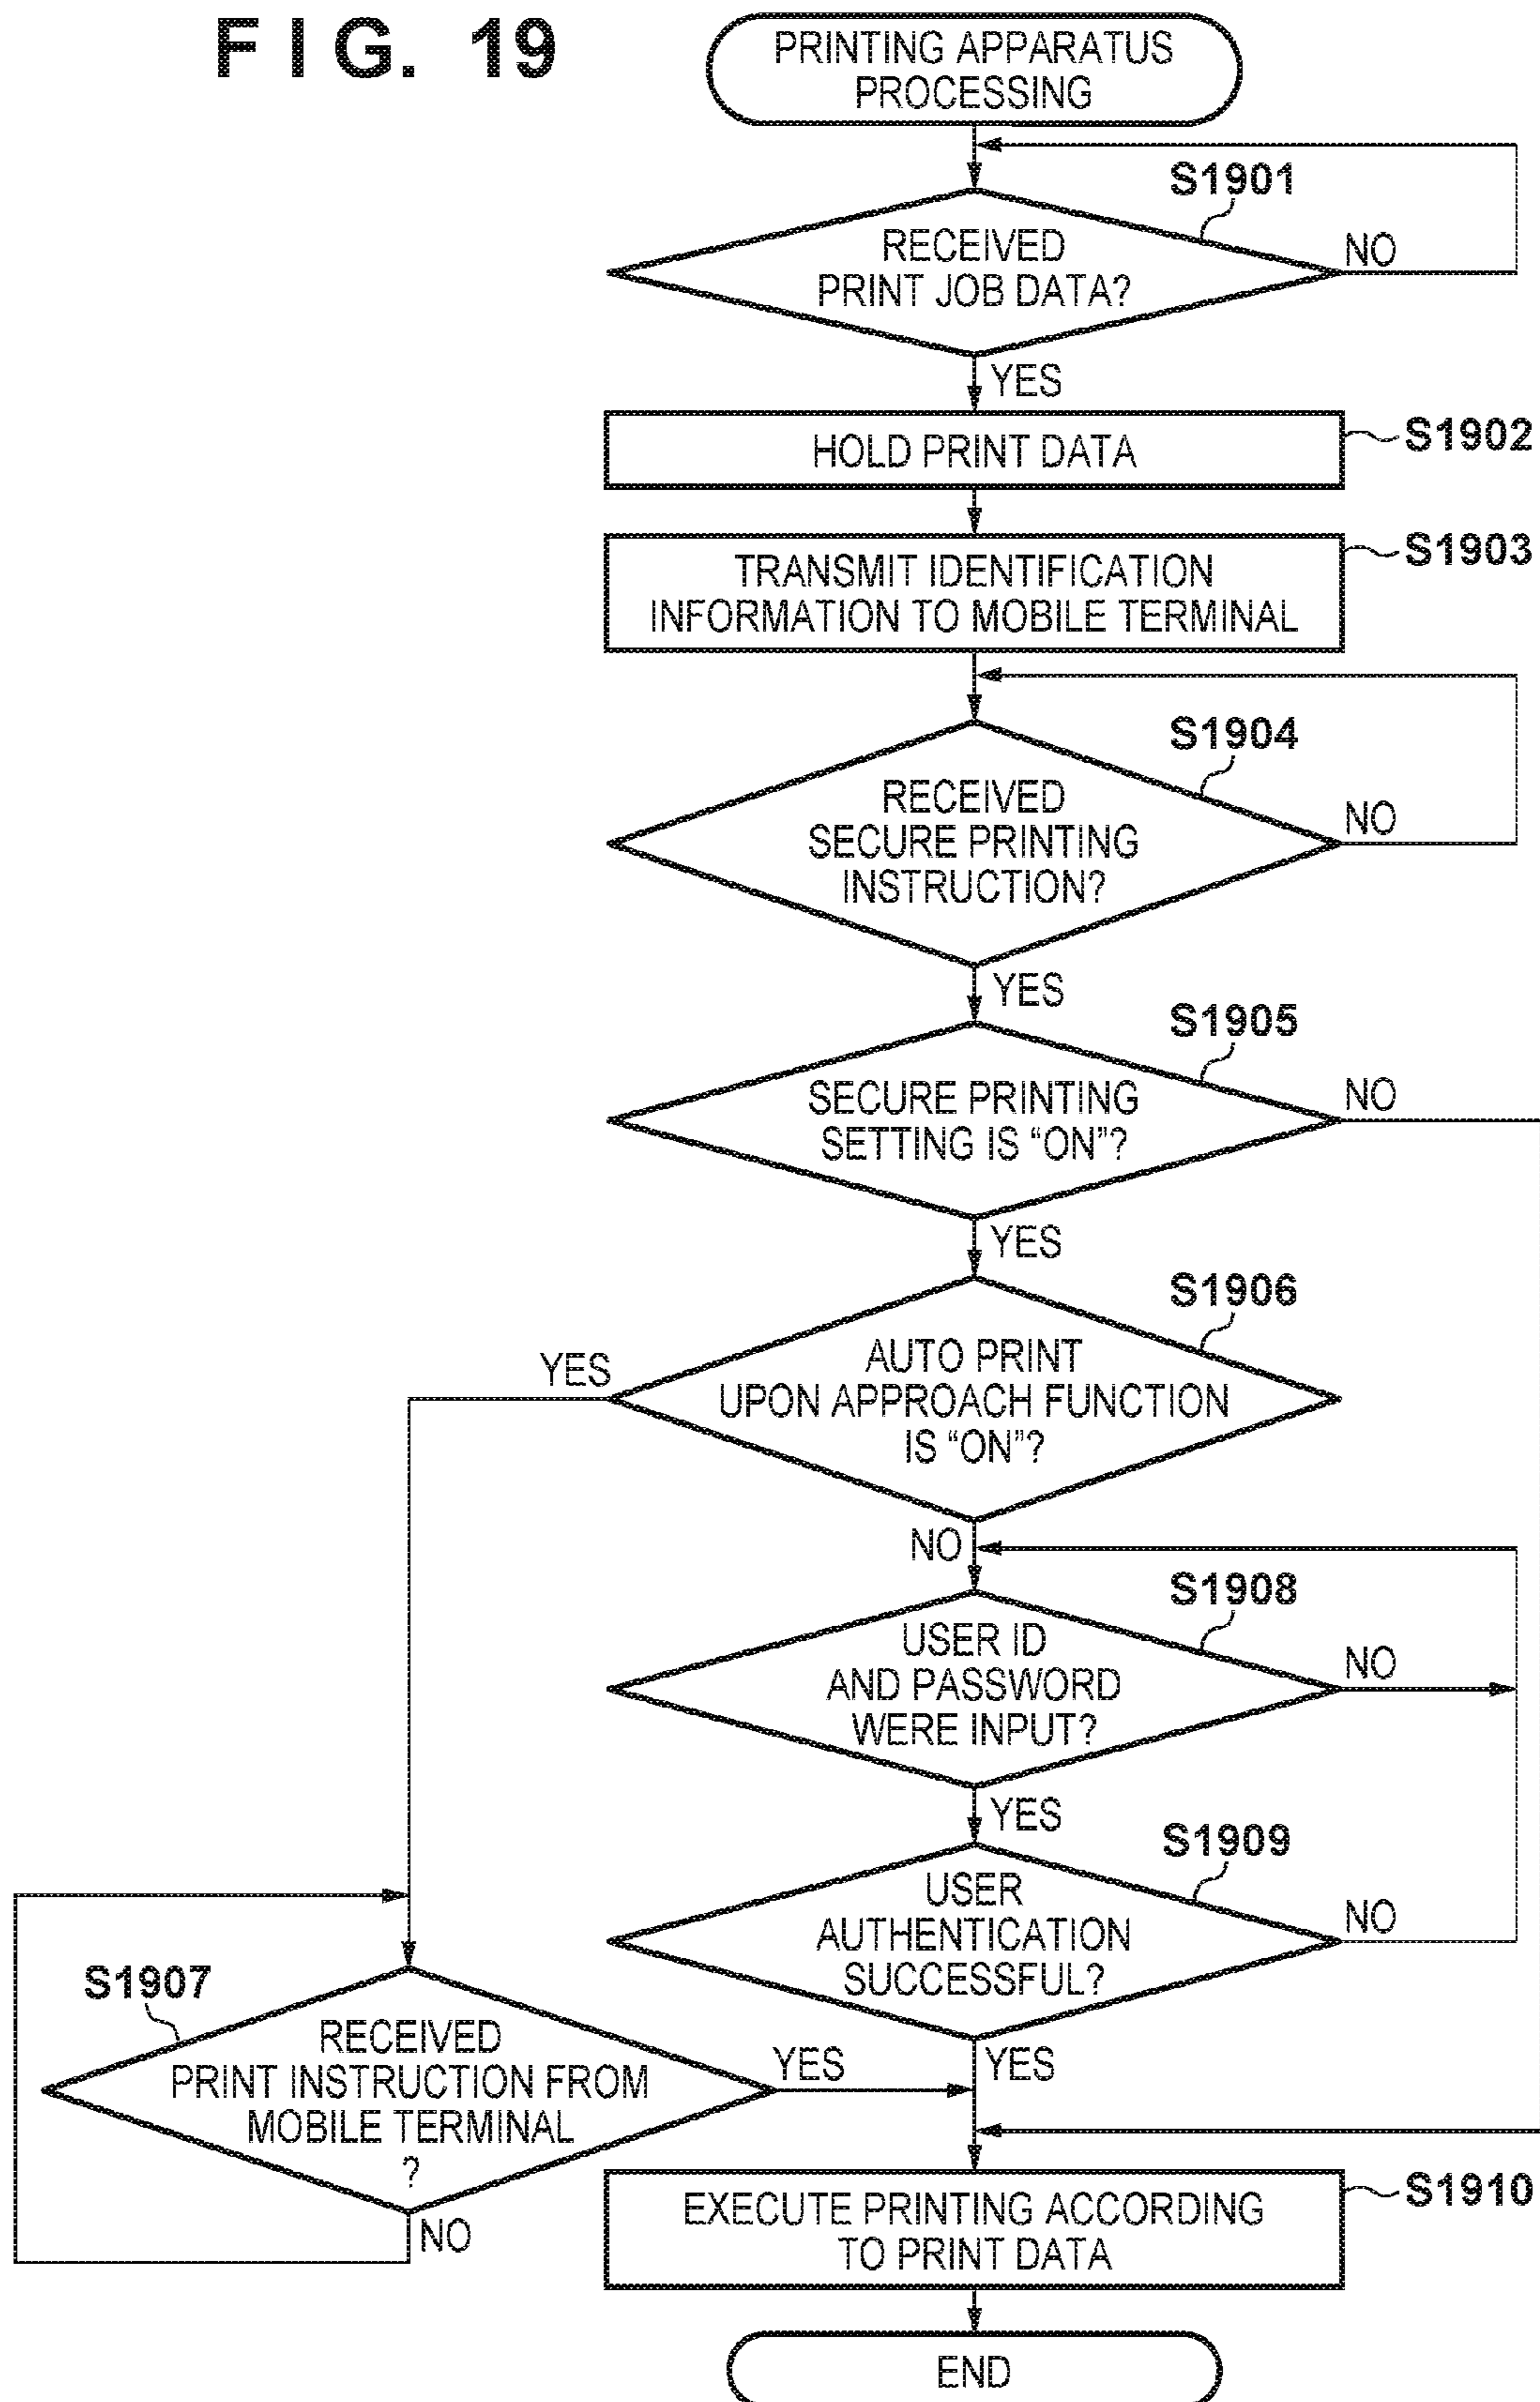 FIG. 19
PRINTING APPARATUS
PROCESSING
S1901
RECEIVED
PRINT JOB DATA?
NO
YES
HOLD PRINT DATA
S1902
TRANSMIT IDENTIFICATION
INFORMATION TO MOBILE TERMINAL
S1903
S1904
RECEIVED
SECURE PRINTING
INSTRUCTION?
NO
YES
S1905
SECURE PRINTING
SETTING IS “ON”?
NO
YES
S1906
AUTO PRINT
UPON APPROACH FUNCTION
IS “ON”?
YES
NO
S1908
USER ID
AND PASSWORD
WERE INPUT?
NO
YES
S1909
USER
AUTHENTICATION
SUCCESSFUL?
NO
YES
S1907
RECEIVED
PRINT INSTRUCTION FROM
MOBILE TERMINAL
?
YES
NO
EXECUTE PRINTING ACCORDING
TO PRINT DATA
S1910
END